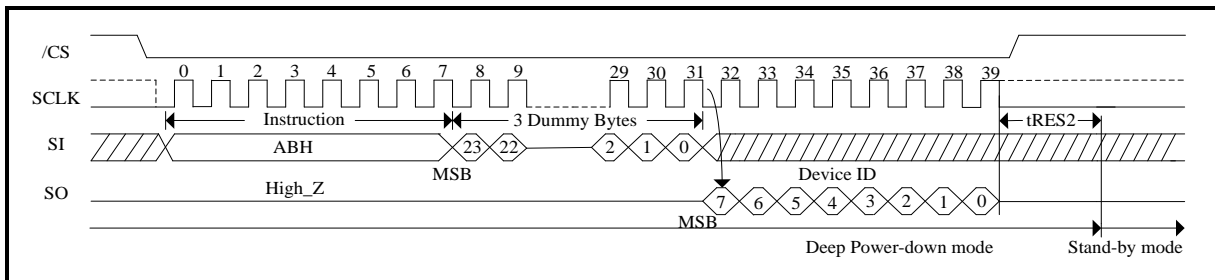 /CS
0 1 2 3 4 5 6 7 8 9 29 30 31 32 33 34 35 36 37 38 39
SCLK
Instruction 3 Dummy Bytes tRES2
SI ABH 23 22 2 1 0
MSB Device ID
SO High_Z 7 6 5 4 3 2 1 0
MSB
Deep Power-down mode Stand-by mode